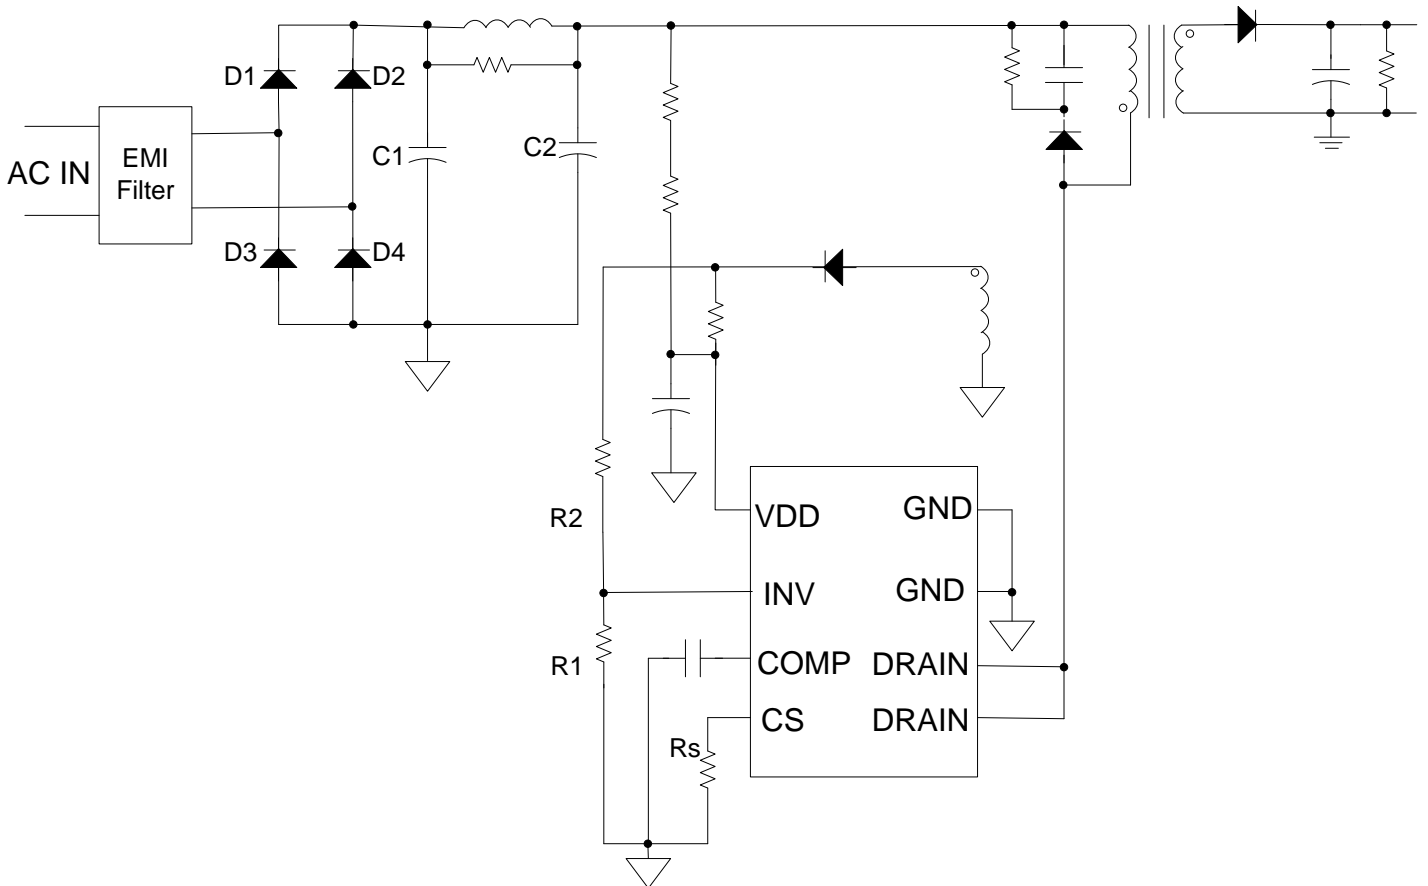 D1
D2
AC IN
EMI
Filter
C1
C2
D3
D4
R2
VDD
GND
INV
GND
R1
COMP
DRAIN
CS
DRAIN
Rs